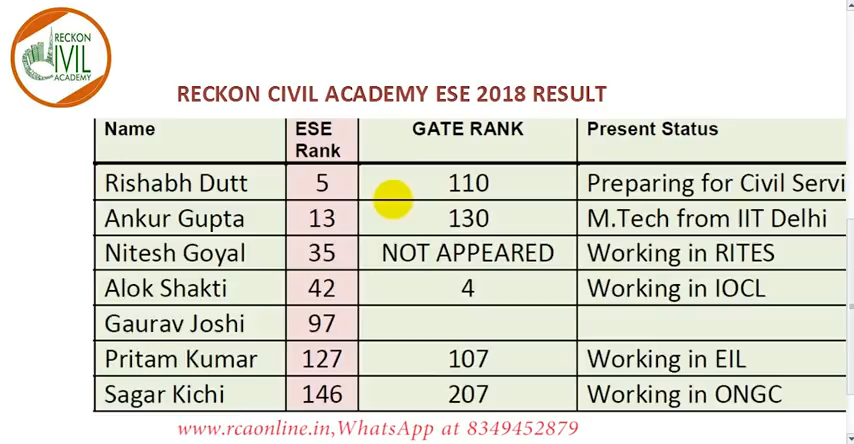 RECKON
CIVIL
ACADEMY
RECKON CIVIL ACADEMY ESE 2018 RESULT
Name ESE Rank GATE RANK Present Status
Rishabh Dutt 5 110 Preparing for Civil Servi
Ankur Gupta 13 130 M.Tech from IIT Delhi
Nitesh Goyal 35 NOT APPEARED Working in RITES
Alok Shakti 42 4 Working in IOCL
Gaurav Joshi 97
Pritam Kumar 127 107 Working in EIL
Sagar Kichi 146 207 Working in ONGC
www.rcaonline.in,WhatsApp at 8349452879